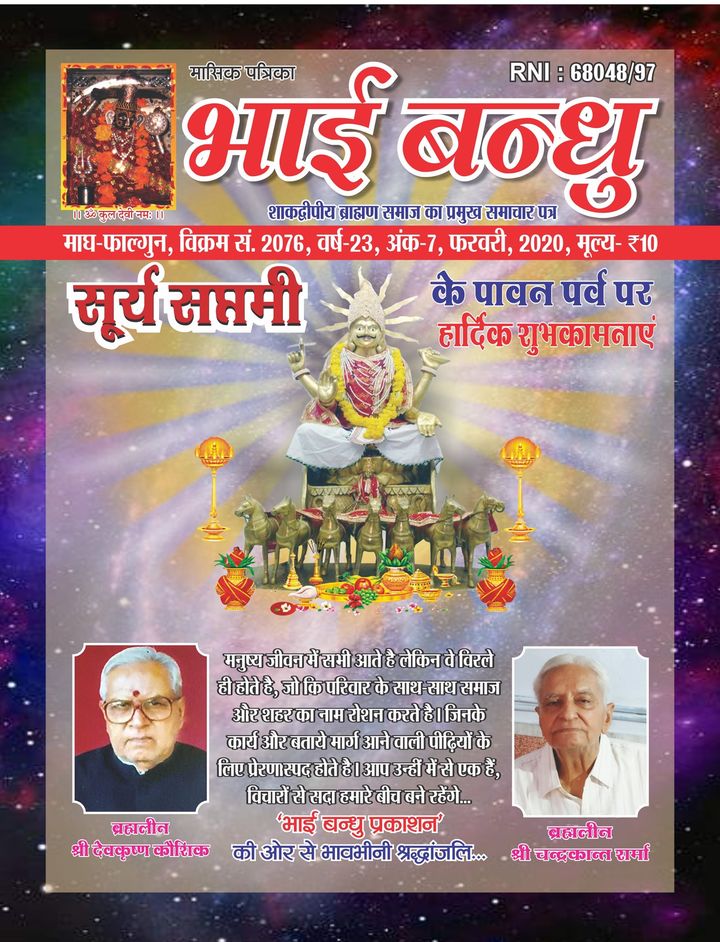 मासिक पत्रिका
RNI : 68048/97
भाई बन्धु
।। ॐ कुल देवी नमः ।।
शाकद्वीपीय ब्राह्मण समाज का प्रमुख समाचार पत्र
माघ-फाल्गुन, विक्रम सं. 2076, वर्ष-23, अंक-7, फरवरी, 2020, मूल्य- ₹10
सूर्य सप्तमी
के पावन पर्व पर
हार्दिक शुभकामनाएं
मनुष्य जीवन में सभी आते है लेकिन वे विरले
ही होते है, जो कि परिवार के साथ-साथ समाज
और शहर का नाम रोशन करते है। जिनके
कार्य और बताये मार्ग आने वाली पीढ़ियों के
लिए प्रेरणास्पद होते है। आप उन्हीं में से एक हैं,
विचारों से सदा हमारे बीच बने रहेंगे...
'भाई बन्धु प्रकाशन'
की ओर से भावभीनी श्रद्धांजलि...
ब्रह्मलीन
श्री देवकृष्ण कौशिक
ब्रह्मलीन
श्री चन्द्रकान्त शर्मा